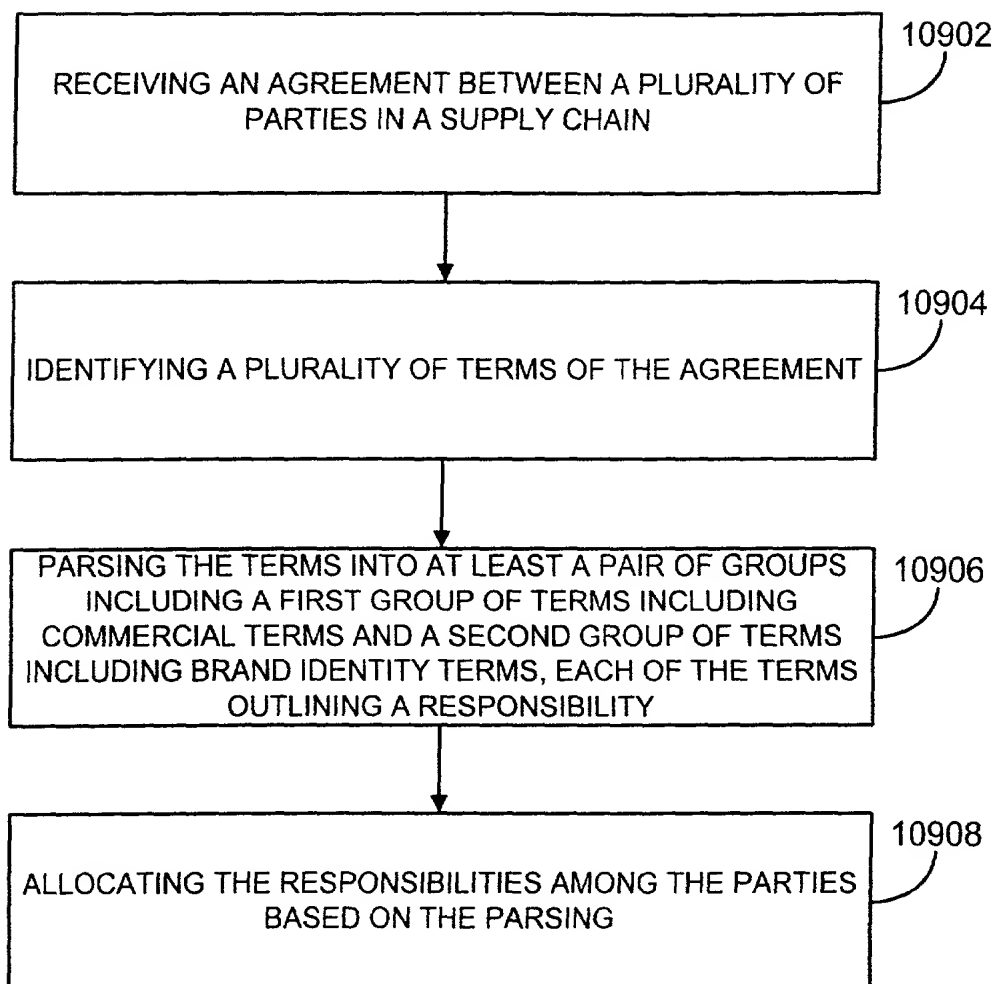 10902
RECEIVING AN AGREEMENT BETWEEN A PLURALITY OF
PARTIES IN A SUPPLY CHAIN
10904
IDENTIFYING A PLURALITY OF TERMS OF THE AGREEMENT
10906
PARSING THE TERMS INTO AT LEAST A PAIR OF GROUPS
INCLUDING A FIRST GROUP OF TERMS INCLUDING
COMMERCIAL TERMS AND A SECOND GROUP OF TERMS
INCLUDING BRAND IDENTITY TERMS, EACH OF THE TERMS
OUTLINING A RESPONSIBILITY
10908
ALLOCATING THE RESPONSIBILITIES AMONG THE PARTIES
BASED ON THE PARSING